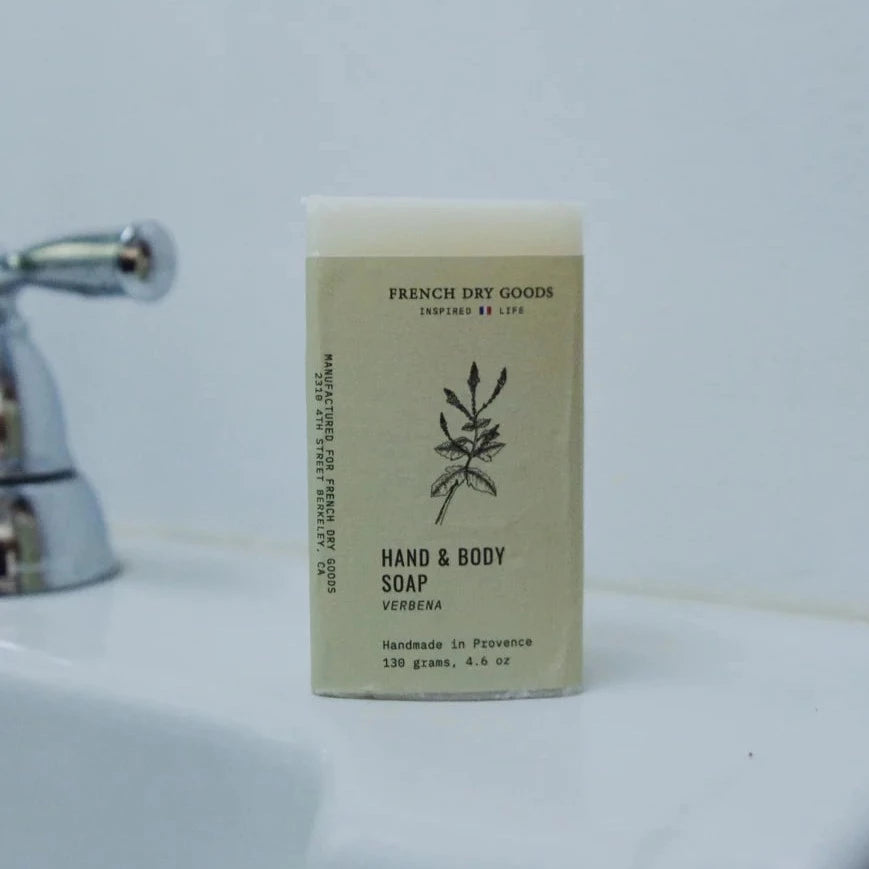 FRENCH DRY GOODS
INSPIRED LIFE
HAND & BODY
SOAP
VERBENA
Handmade in Provence
130 grams, 4.6 oz
MANUFACTURED FOR FRENCH DRY GOODS
2310 4TH STREET BERKELEY, CA